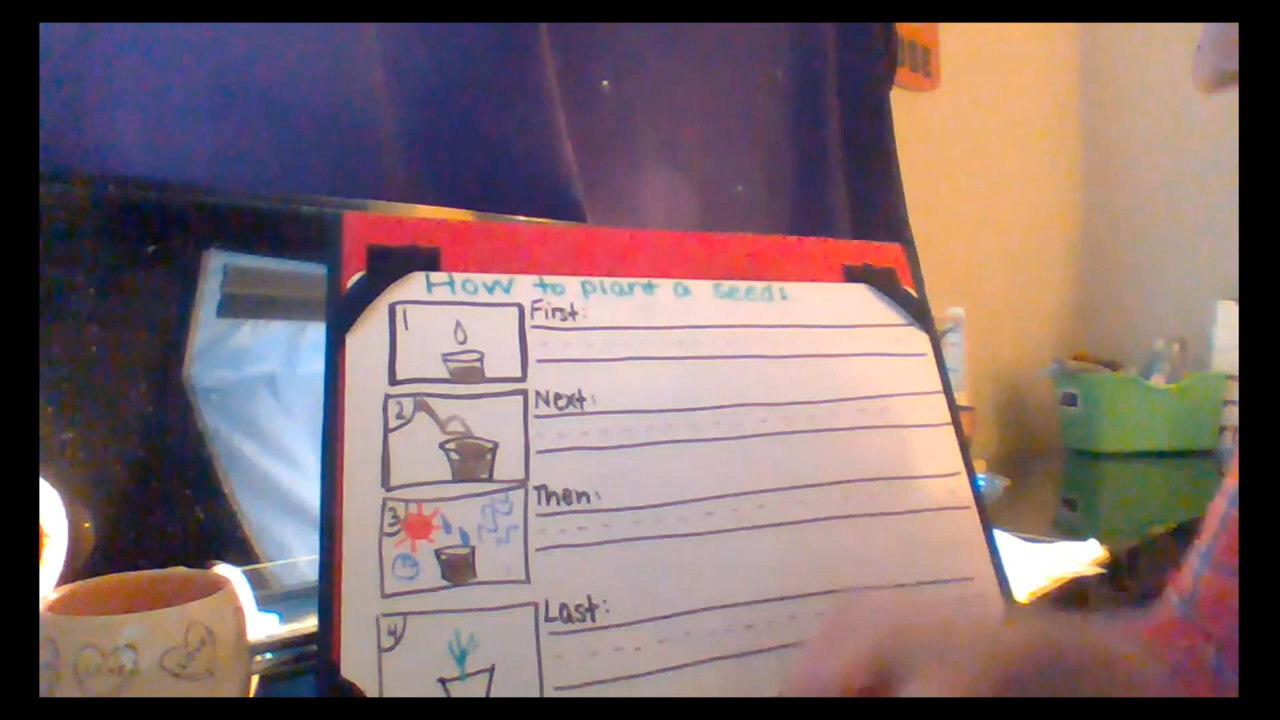 How to plant a seeds
1
First:
2
Next:
3
Then:
4
Last: